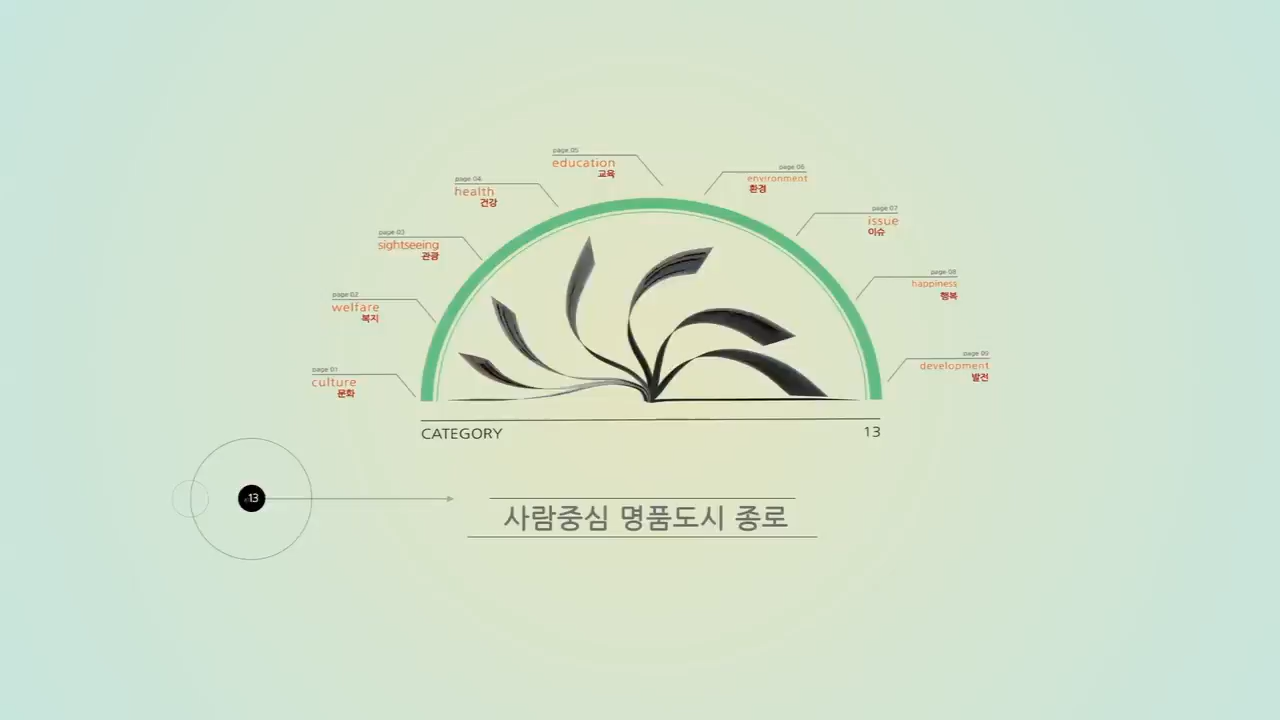 page 05
education
교육
page 06
environment
환경
page 04
health
건강
page 07
issue
이슈
page 03
sightseeing
관광
page 08
happiness
행복
page 02
welfare
복지
page 09
development
발전
page 01
culture
문화
CATEGORY
13
13
사람중심 명품도시 종로